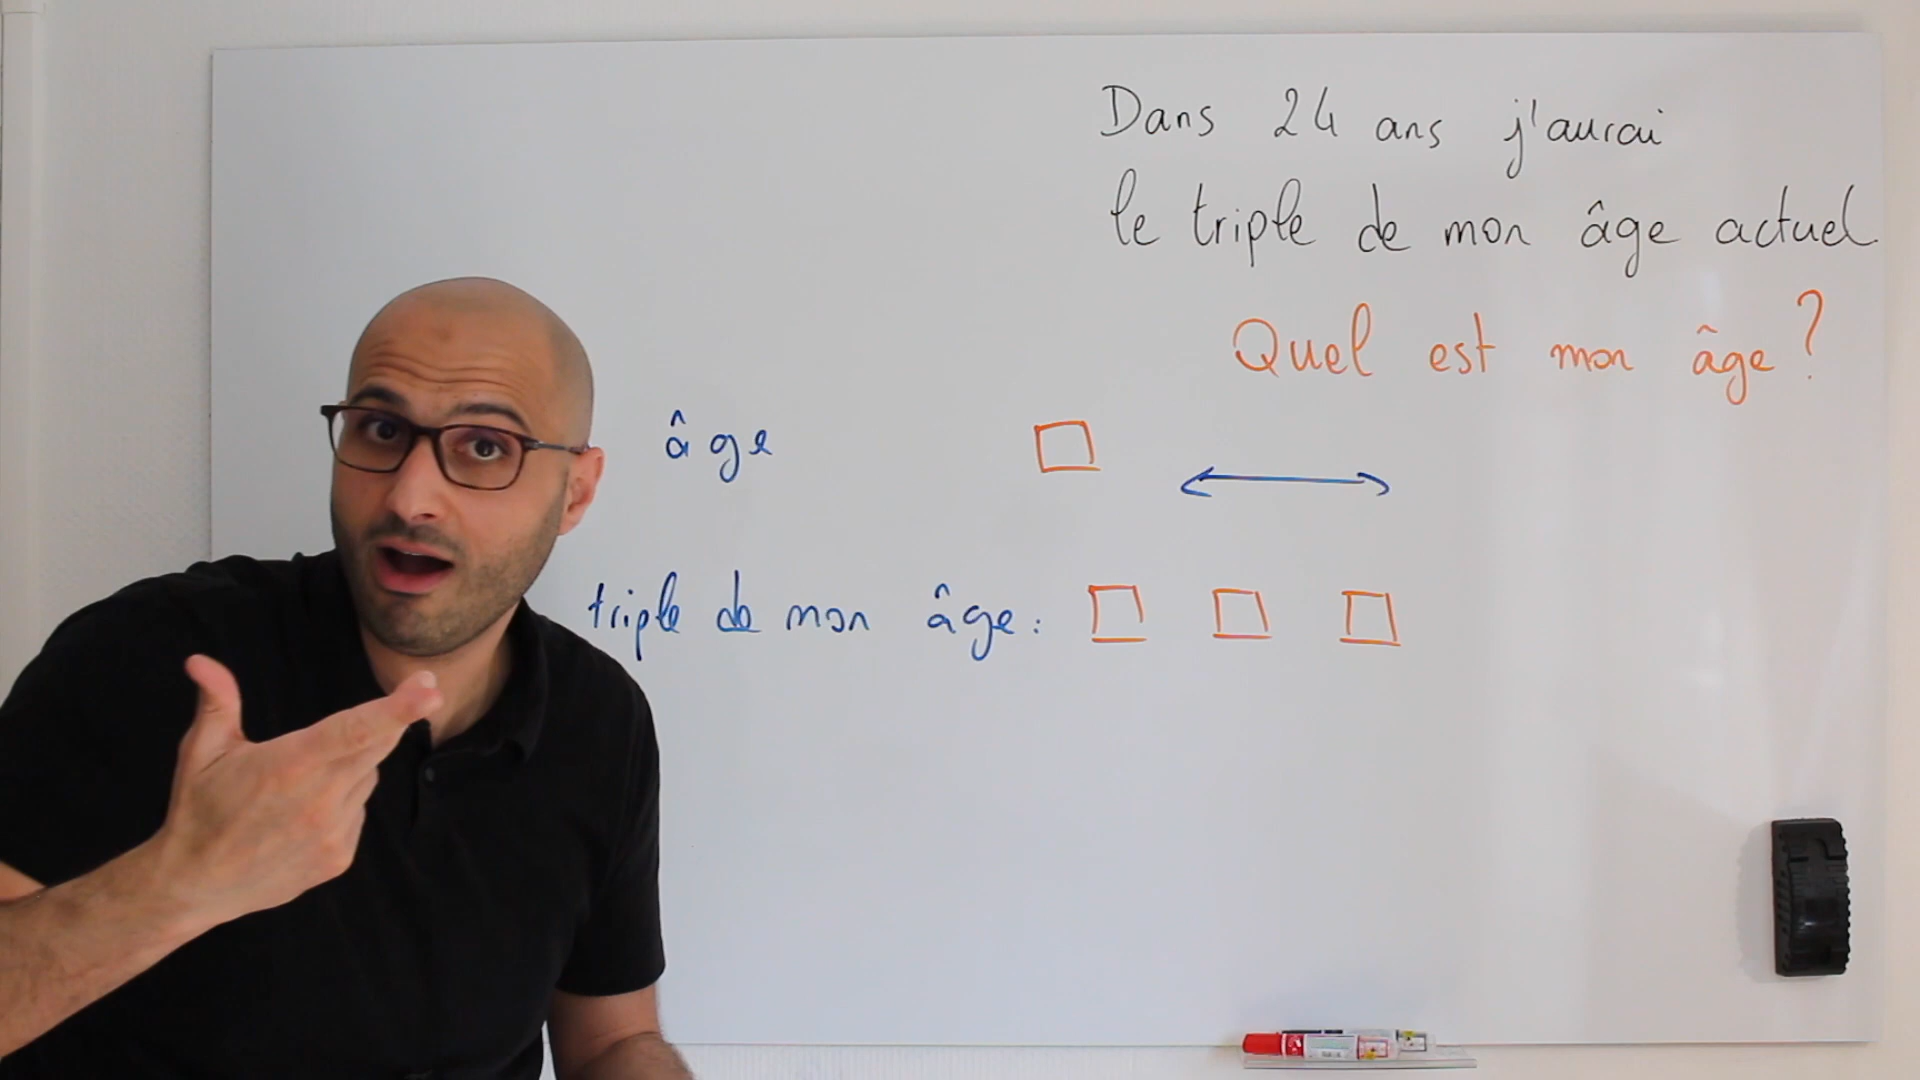 Dans 24 ans j'aurai
le triple de mon âge actuel.
Quel est mon âge ?
âge
triple de mon âge :